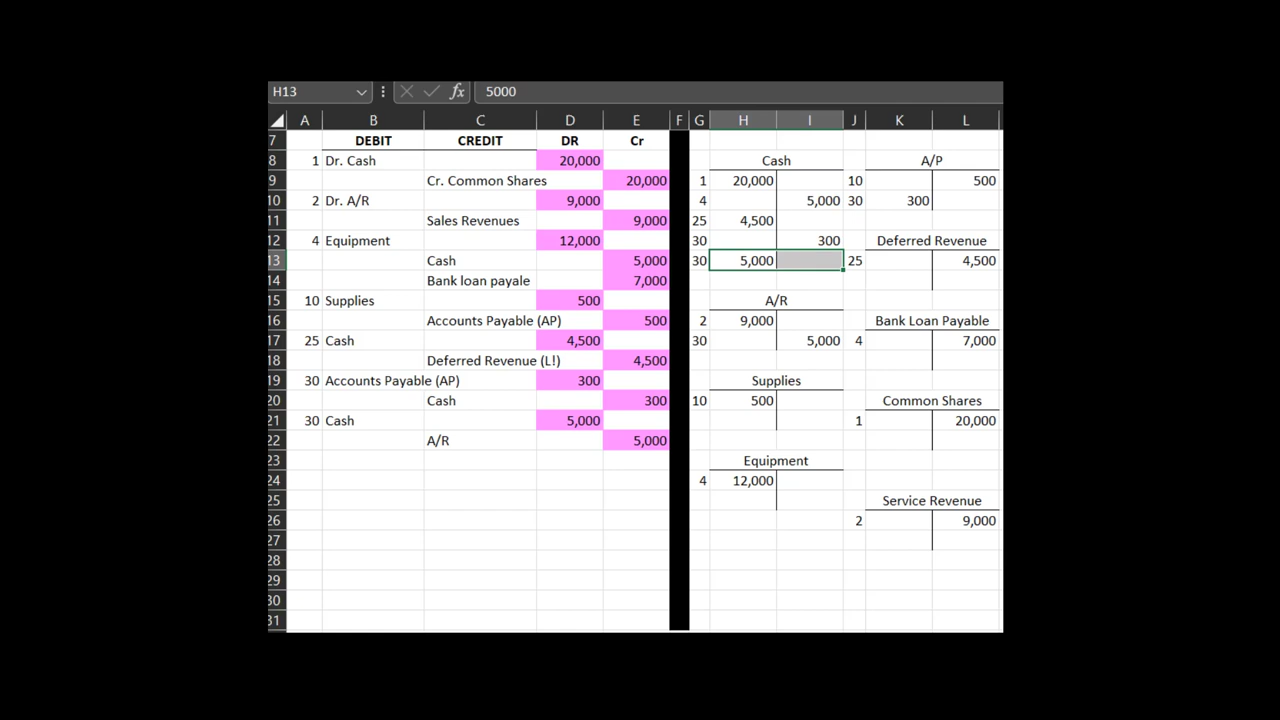 H13 fx 5000
A B C D E F G H I J K L
7 DEBIT CREDIT DR Cr
8 1 Dr. Cash 20,000 Cash A/P
9 Cr. Common Shares 20,000 1 20,000 10 500
10 2 Dr. A/R 9,000 4 5,000 30 300
11 Sales Revenues 9,000 25 4,500
12 4 Equipment 12,000 30 300 Deferred Revenue
13 Cash 5,000 30 5,000 25 4,500
14 Bank loan payale 7,000
15 10 Supplies 500 A/R
16 Accounts Payable (AP) 500 2 9,000 Bank Loan Payable
17 25 Cash 4,500 30 5,000 4 7,000
18 Deferred Revenue (L!) 4,500
19 30 Accounts Payable (AP) 300 Supplies
20 Cash 300 10 500 Common Shares
21 30 Cash 5,000 1 20,000
22 A/R 5,000
23 Equipment
24 4 12,000
25 Service Revenue
26 2 9,000
27
28
29
30
31